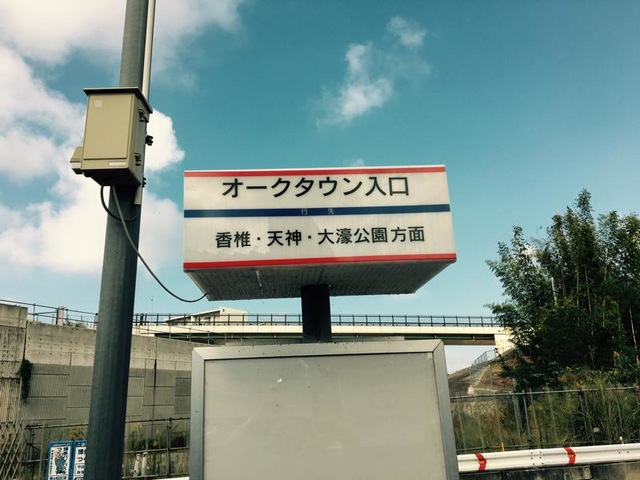 オークタウン入口
行先
香椎・天神・大濠公園方面